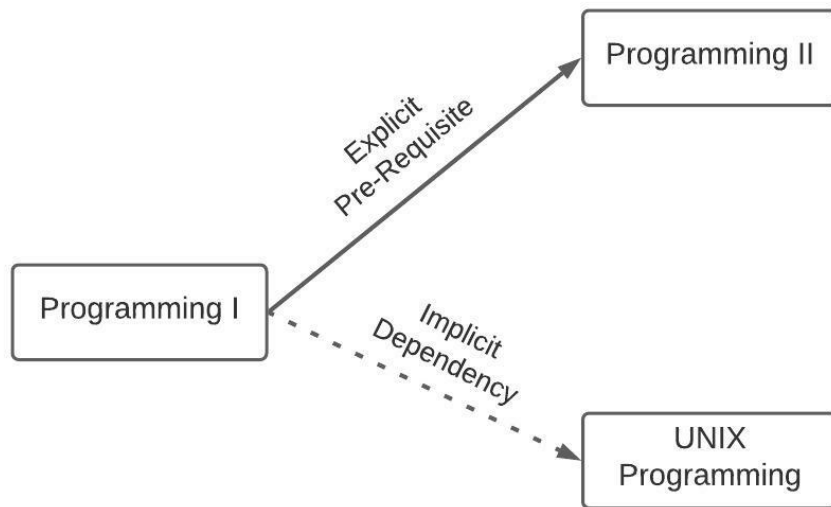 Programming II
Explicit
Pre-Requisite
Programming I
Implicit
Dependency
UNIX
Programming